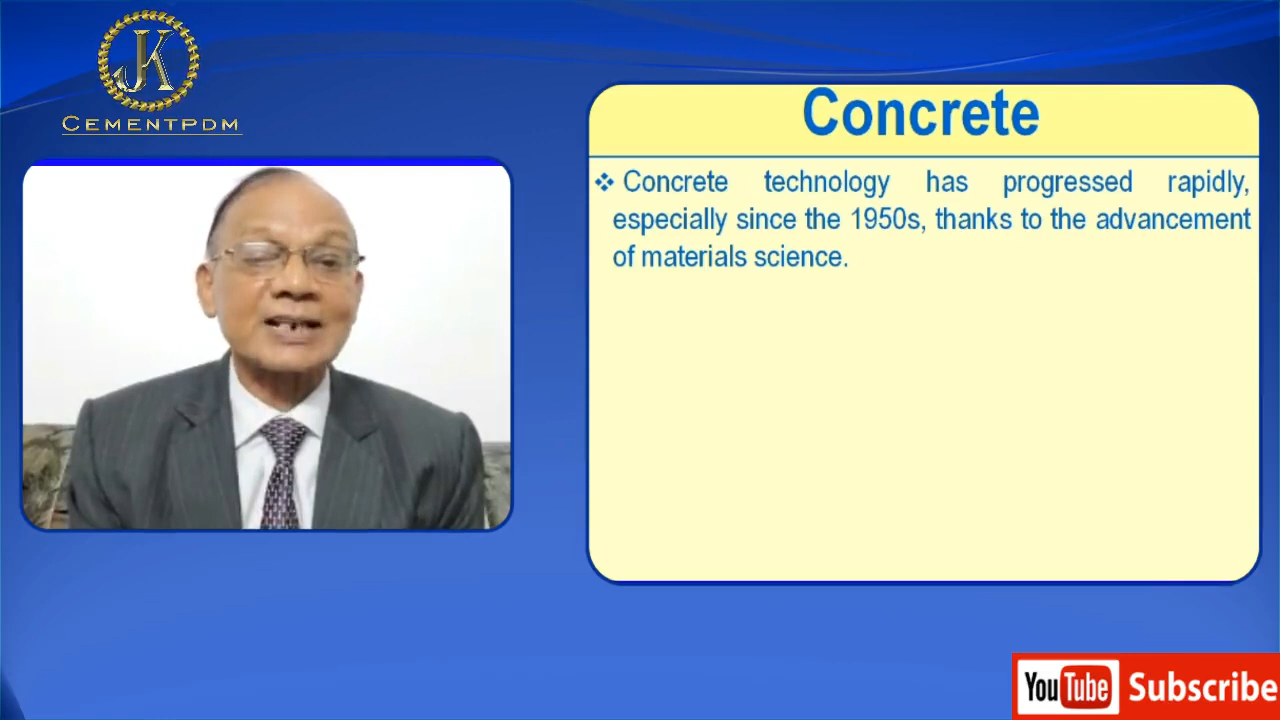 JK
CEMENTPDM
Concrete
❖ Concrete technology has progressed rapidly,
especially since the 1950s, thanks to the advancement
of materials science.
YouTube Subscribe